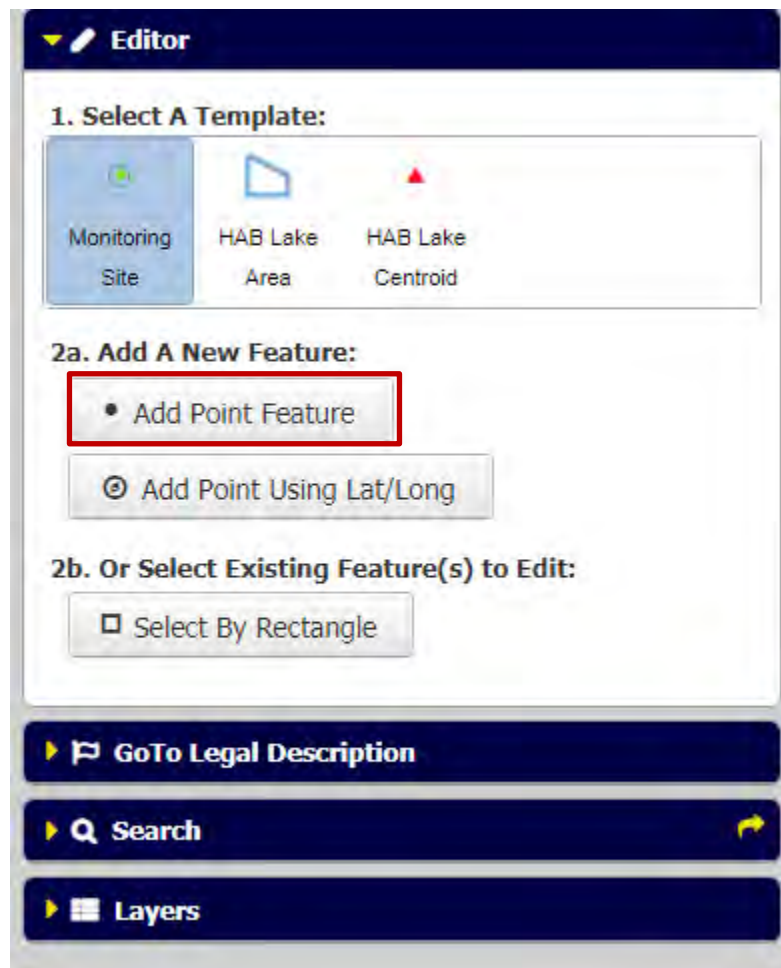 Editor
1. Select A Template:
Monitoring HAB Lake HAB Lake
Site Area Centroid
2a. Add A New Feature:
Add Point Feature
Add Point Using Lat/Long
2b. Or Select Existing Feature(s) to Edit:
Select By Rectangle
GoTo Legal Description
Search
Layers